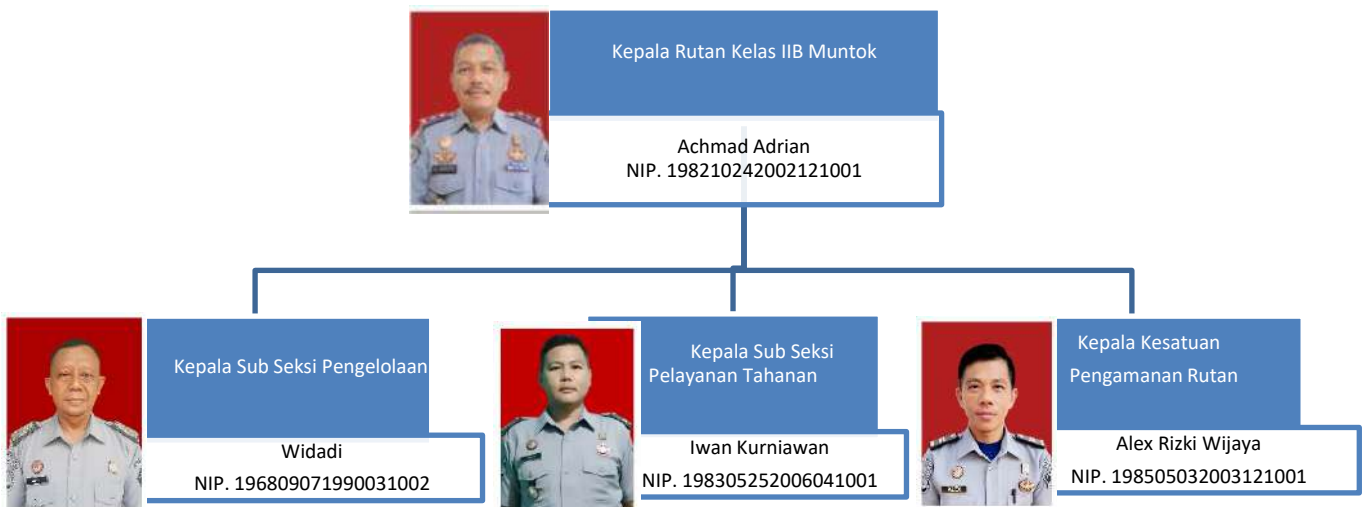 Kepala Rutan Kelas IIB Muntok
Achmad Adrian
NIP. 198210242002121001
Kepala Sub Seksi Pengelolaan
Widadi
NIP. 196809071990031002
Kepala Sub Seksi
Pelayanan Tahanan
Iwan Kurniawan
NIP. 198305252006041001
Kepala Kesatuan
Pengamanan Rutan
Alex Rizki Wijaya
NIP. 198505032003121001